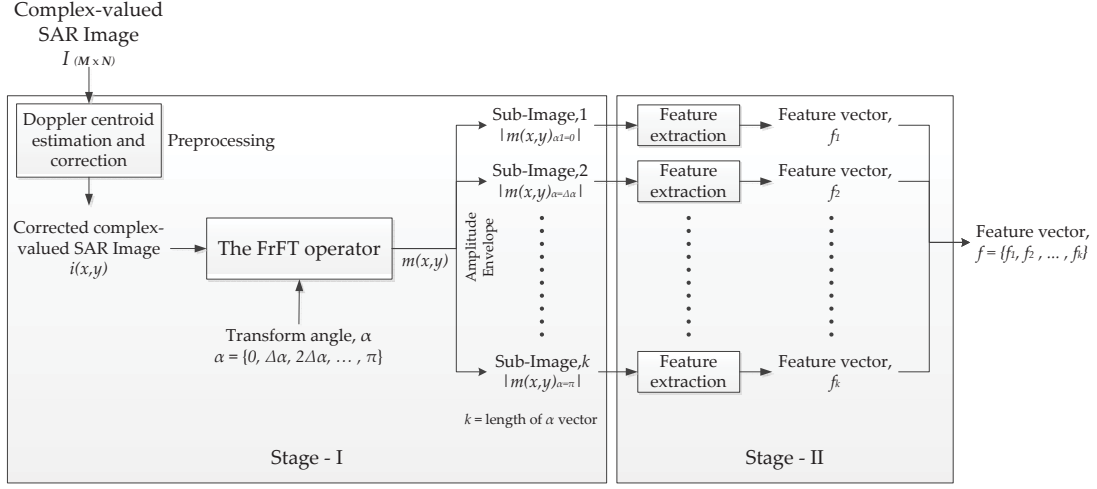 Complex-valued
SAR Image
I (M x N)
Doppler centroid
estimation and
correction
Preprocessing
Corrected complex-
valued SAR Image
i(x,y)
The FrFT operator
m(x,y)
Transform angle, α
α = {0, Δα, 2Δα, … , π}
Amplitude
Envelope
Sub-Image,1
|m(x,y)α1=0|
Sub-Image,2
|m(x,y)α=Δα|
Sub-Image,k
|m(x,y)α=π|
k = length of α vector
Stage - I
Feature
extraction
Feature vector,
f1
Feature
extraction
Feature vector,
f2
Feature
extraction
Feature vector,
fk
Stage - II
Feature vector,
f = {f1, f2 , ... , fk}